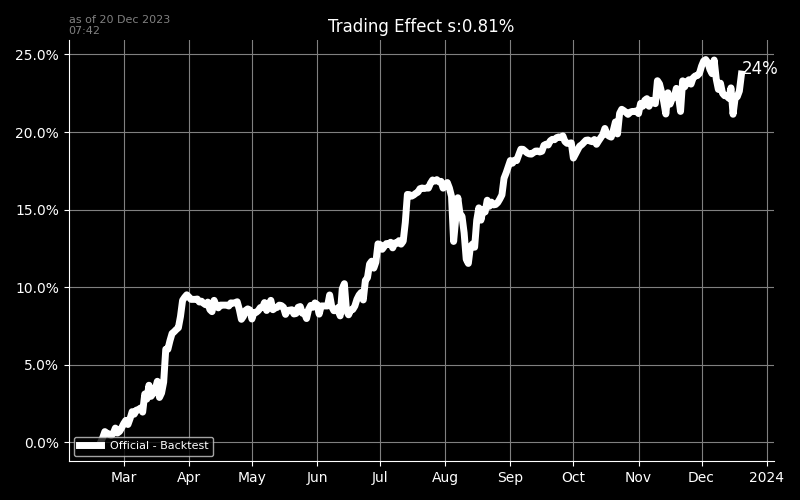 as of 20 Dec 2023
07:42
Trading Effect s:0.81%
25.0%
20.0%
15.0%
10.0%
5.0%
0.0%
24%
Official - Backtest
Mar Apr May Jun Jul Aug Sep Oct Nov Dec 2024